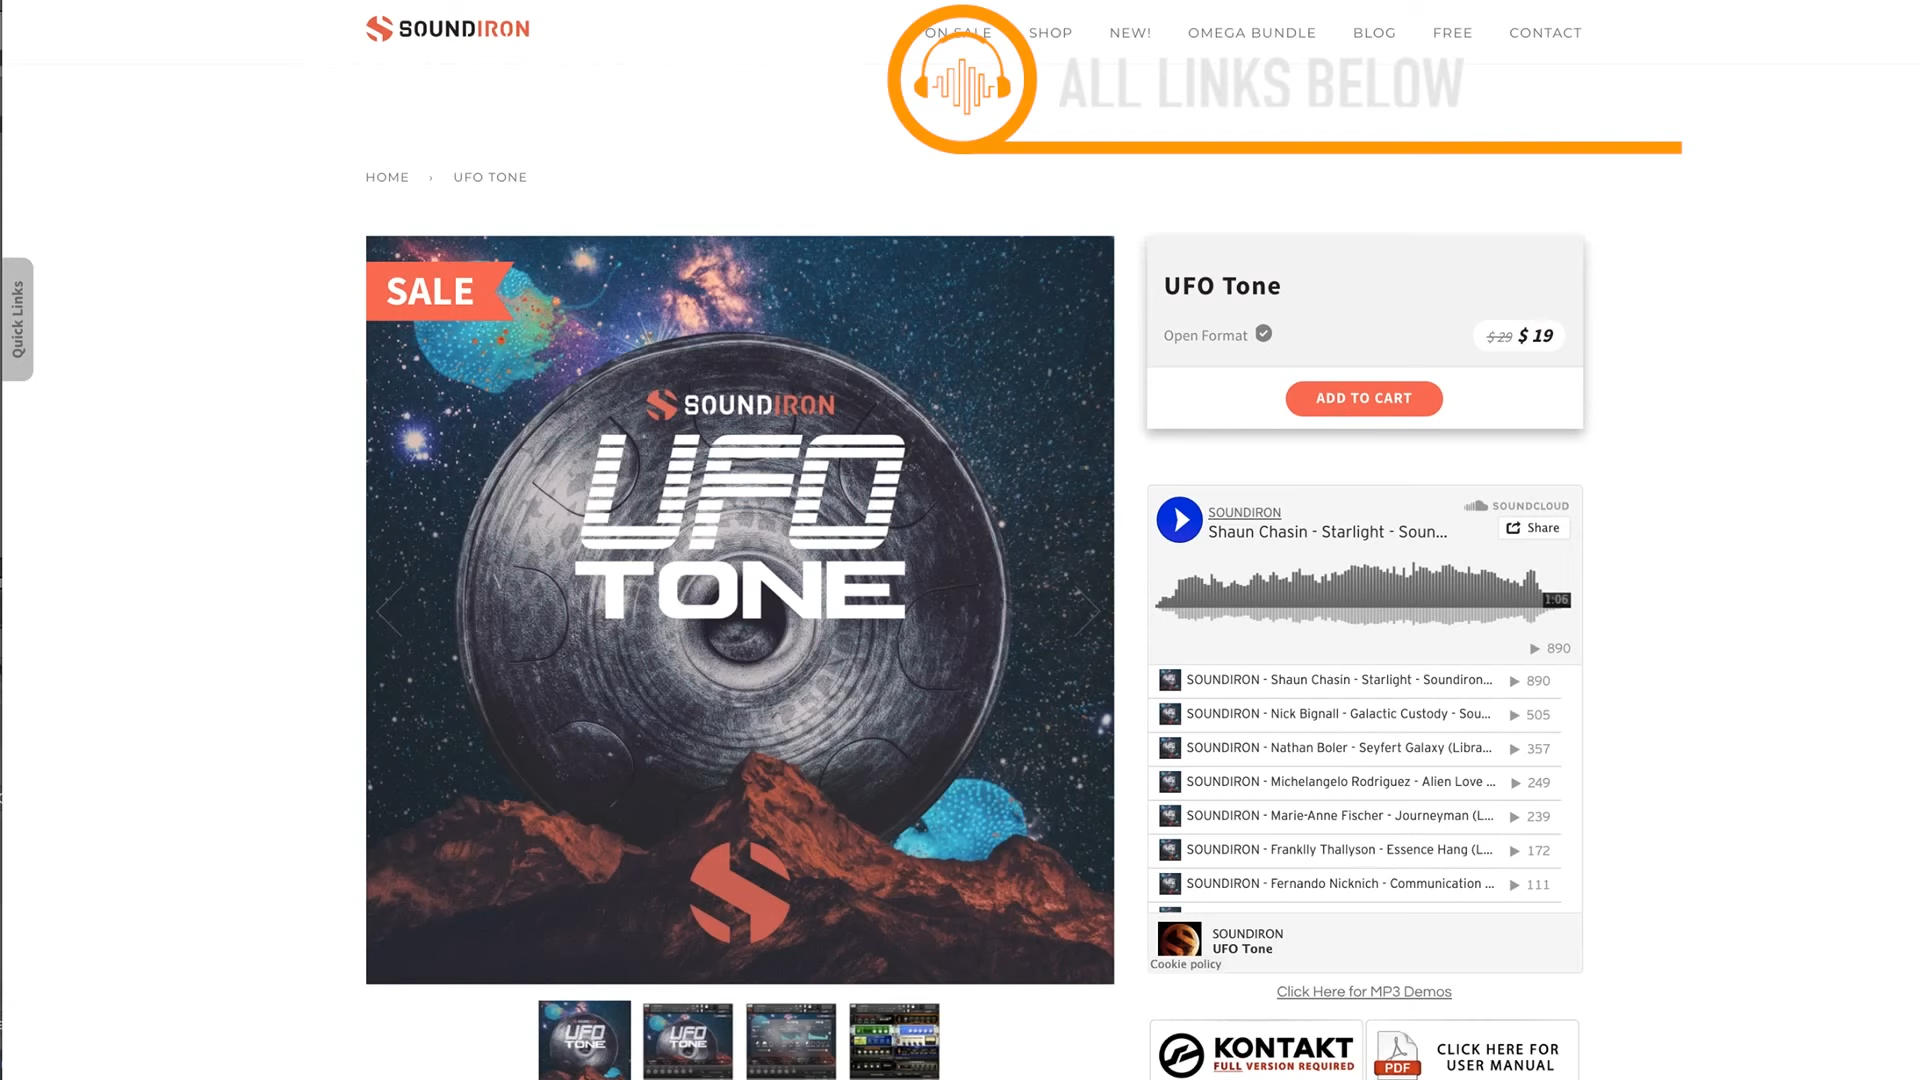 SOUNDIRON
ON SALE
SHOP
NEW!
OMEGA BUNDLE
BLOG
FREE
CONTACT
ALL LINKS BELOW
HOME › UFO TONE
Quick Links
SALE
SOUNDIRON
UFO
TONE
UFO Tone
Open Format
$ 29 $ 19
ADD TO CART
SOUNDIRON
SOUNDCLOUD
Shaun Chasin - Starlight - Soun...
Share
1:06
890
SOUNDIRON - Shaun Chasin - Starlight - Soundiron... 890
SOUNDIRON - Nick Bignall - Galactic Custody - Sou... 505
SOUNDIRON - Nathan Boler - Seyfert Galaxy (Libra... 357
SOUNDIRON - Michelangelo Rodriguez - Alien Love ... 249
SOUNDIRON - Marie-Anne Fischer - Journeyman (L... 239
SOUNDIRON - Franklly Thallyson - Essence Hang (L... 172
SOUNDIRON - Fernando Nicknich - Communication ... 111
SOUNDIRON
UFO Tone
Cookie policy
Click Here for MP3 Demos
KONTAKT
FULL VERSION REQUIRED
PDF
CLICK HERE FOR
USER MANUAL
UFO
TONE
UFO
TONE